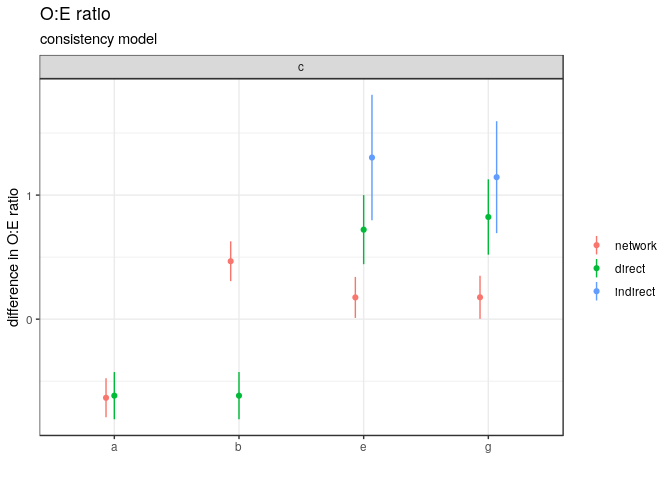 O:E ratio
consistency model
c
difference in O:E ratio
1
0
a b e g
network
direct
indirect